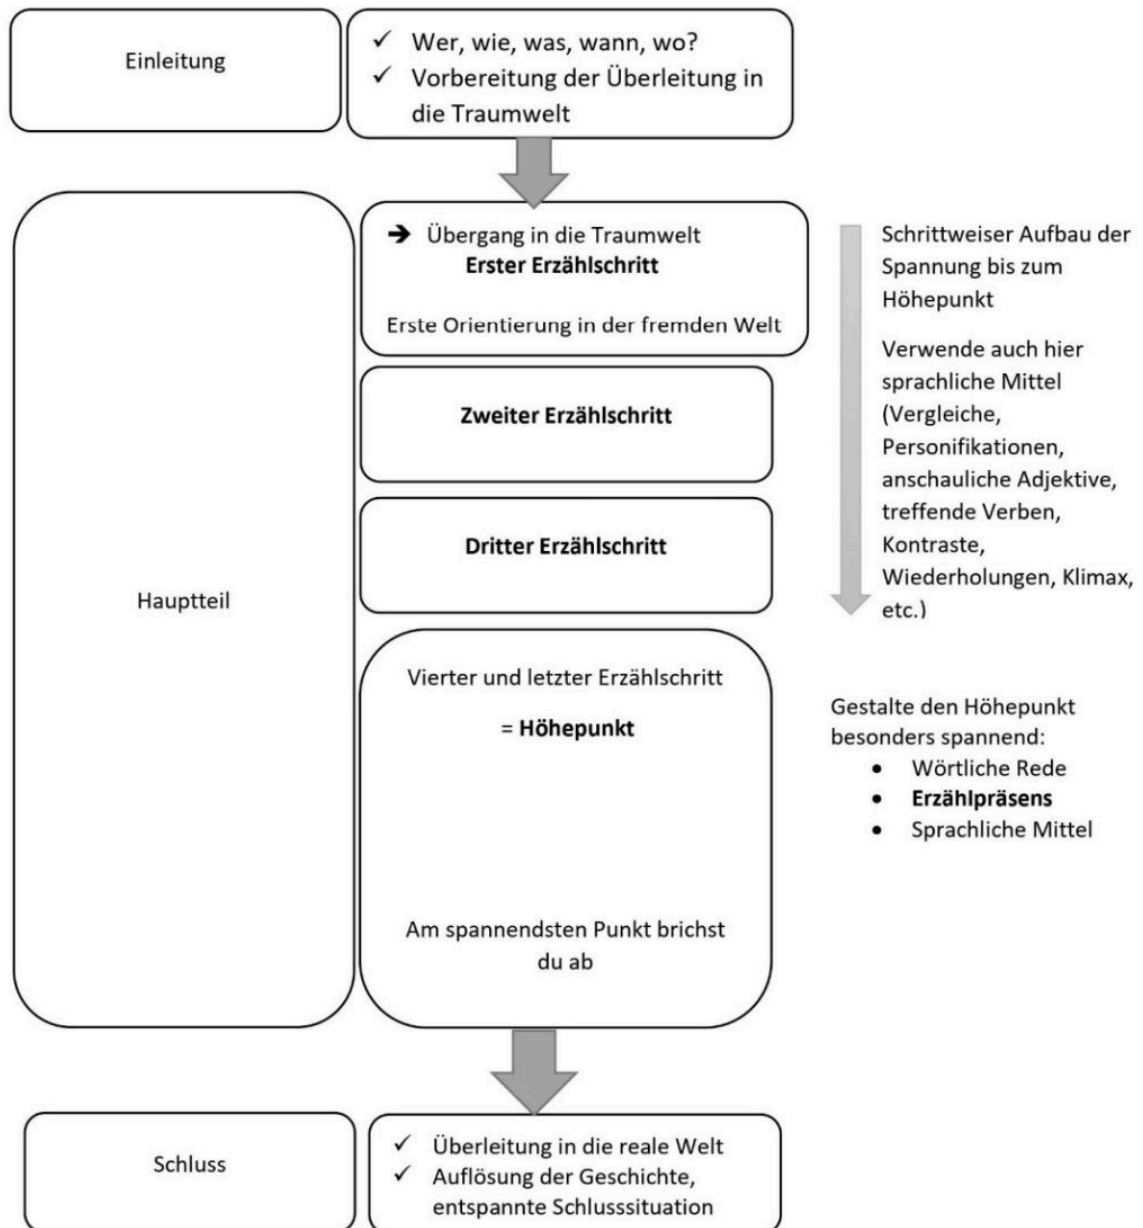 Einleitung
✓ Wer, wie, was, wann, wo?
✓ Vorbereitung der Überleitung in
die Traumwelt
Hauptteil
➔ Übergang in die Traumwelt
Erster Erzählschritt
Erste Orientierung in der fremden Welt
Zweiter Erzählschritt
Dritter Erzählschritt
Vierter und letzter Erzählschritt
= Höhepunkt
Am spannendsten Punkt brichst
du ab
Schrittweiser Aufbau der
Spannung bis zum
Höhepunkt
Verwende auch hier
sprachliche Mittel
(Vergleiche,
Personifikationen,
anschauliche Adjektive,
treffende Verben,
Kontraste,
Wiederholungen, Klimax,
etc.)
Gestalte den Höhepunkt
besonders spannend:
• Wörtliche Rede
• Erzählpräsens
• Sprachliche Mittel
Schluss
✓ Überleitung in die reale Welt
✓ Auflösung der Geschichte,
entspannte Schlusssituation